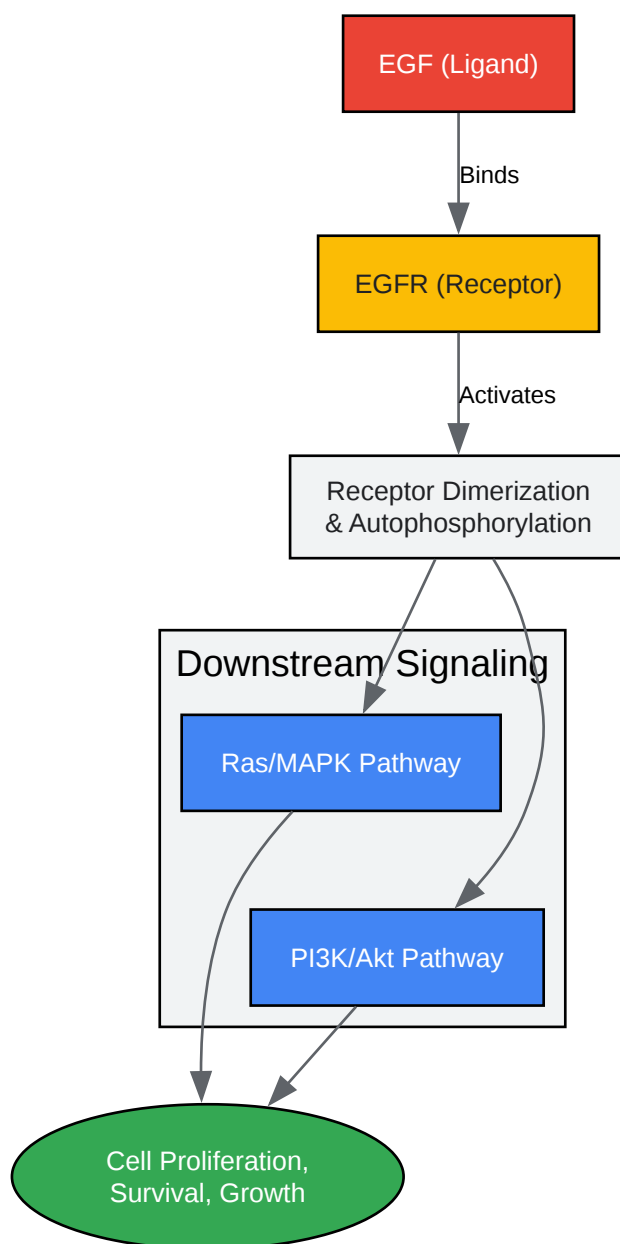 EGF (Ligand)
Binds
EGFR (Receptor)
Activates
Receptor Dimerization
& Autophosphorylation
Downstream Signaling
Ras/MAPK Pathway
PI3K/Akt Pathway
Cell Proliferation,
Survival, Growth